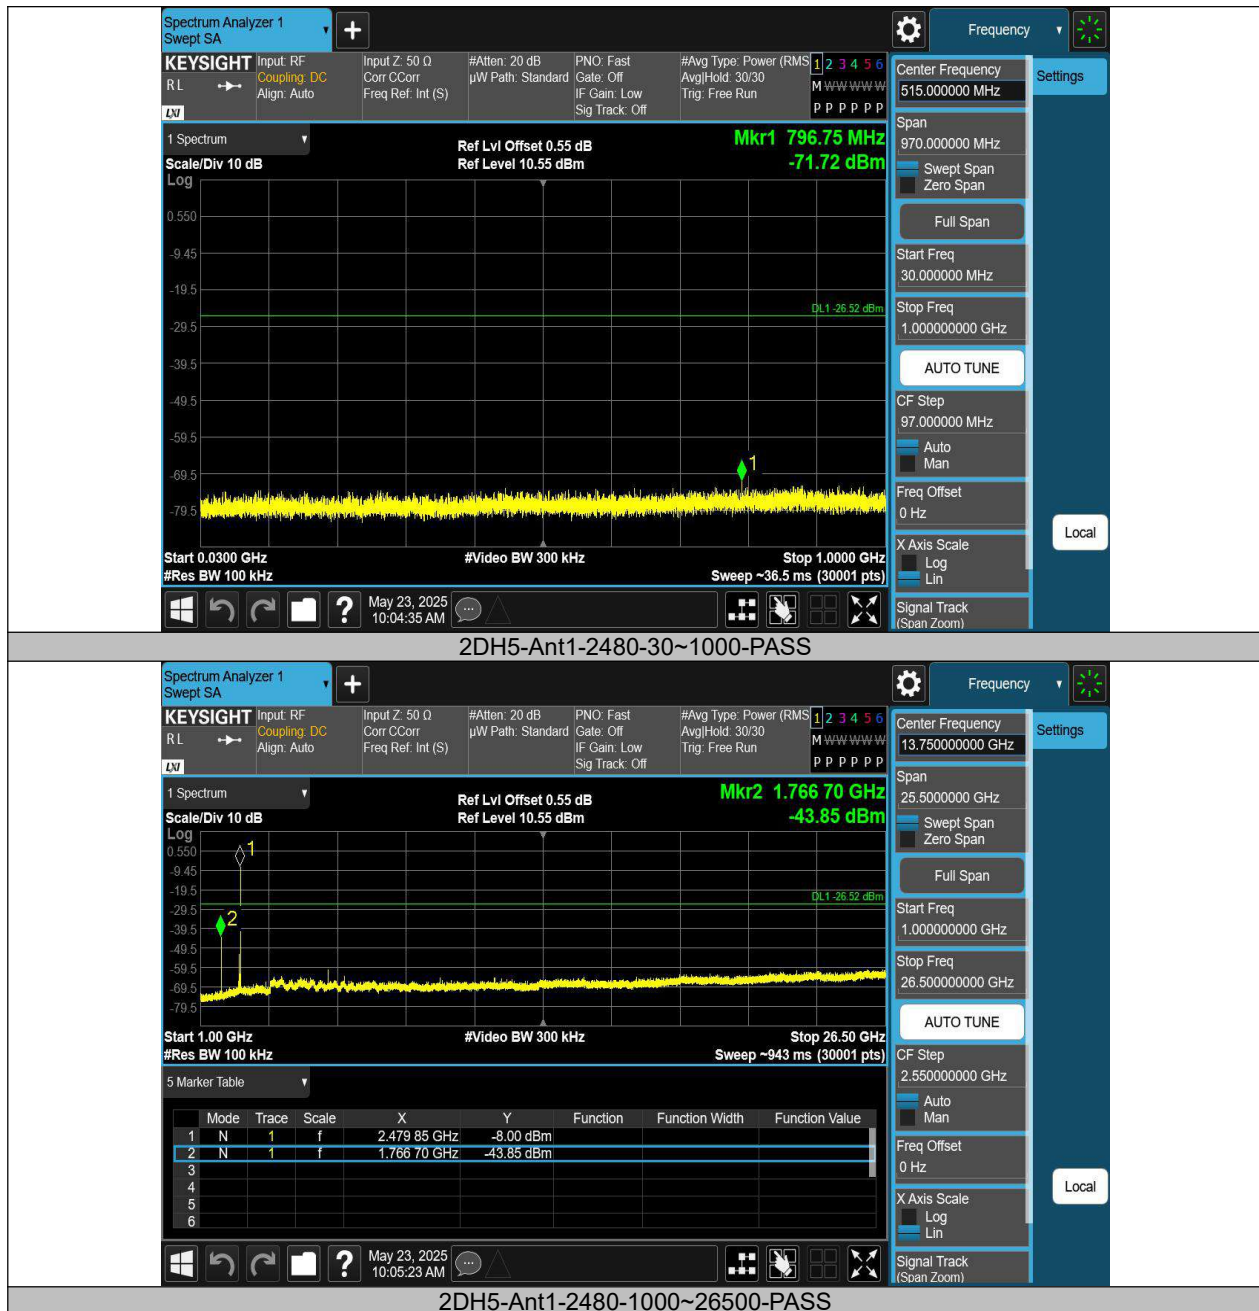 Spectrum Analyzer 1
Swept SA
Frequency
KEYSIGHT
Input: RF
Coupling: DC
Align: Auto
Input Z: 50 Ω
Corr CCorr
Freq Ref: Int (S)
#Atten: 20 dB
µW Path: Standard
PNO: Fast
Gate: Off
IF Gain: Low
Sig Track: Off
#Avg Type: Power (RMS
Avg|Hold: 30/30
Trig: Free Run
1 2 3 4 5 6
M W W W W W
P P P P P P
R L
LXI
1 Spectrum
Scale/Div 10 dB
Log
Ref Lvl Offset 0.55 dB
Ref Level 10.55 dBm
Mkr1 796.75 MHz
-71.72 dBm
0.550
-9.45
-19.5
DL1 -26.52 dBm
-29.5
-39.5
-49.5
-59.5
1
-69.5
-79.5
Start 0.0300 GHz
#Res BW 100 kHz
#Video BW 300 kHz
Stop 1.0000 GHz
Sweep ~36.5 ms (30001 pts)
May 23, 2025
10:04:35 AM
Center Frequency
515.000000 MHz
Settings
Span
970.000000 MHz
Swept Span
Zero Span
Full Span
Start Freq
30.000000 MHz
Stop Freq
1.000000000 GHz
AUTO TUNE
CF Step
97.000000 MHz
Auto
Man
Freq Offset
0 Hz
Local
X Axis Scale
Log
Lin
Signal Track
(Span Zoom)
2DH5-Ant1-2480-30~1000-PASS
Spectrum Analyzer 1
Swept SA
Frequency
KEYSIGHT
Input: RF
Coupling: DC
Align: Auto
Input Z: 50 Ω
Corr CCorr
Freq Ref: Int (S)
#Atten: 20 dB
µW Path: Standard
PNO: Fast
Gate: Off
IF Gain: Low
Sig Track: Off
#Avg Type: Power (RMS
Avg|Hold: 30/30
Trig: Free Run
1 2 3 4 5 6
M W W W W W
P P P P P P
R L
LXI
1 Spectrum
Scale/Div 10 dB
Log
Ref Lvl Offset 0.55 dB
Ref Level 10.55 dBm
Mkr2 1.766 70 GHz
-43.85 dBm
1
0.550
-9.45
-19.5
DL1 -26.52 dBm
-29.5
2
-39.5
-49.5
-59.5
-69.5
-79.5
Start 1.00 GHz
#Res BW 100 kHz
#Video BW 300 kHz
Stop 26.50 GHz
Sweep ~943 ms (30001 pts)
5 Marker Table
Mode Trace Scale X Y Function Function Width Function Value
1 N 1 f 2.479 85 GHz -8.00 dBm
2 N 1 f 1.766 70 GHz -43.85 dBm
3
4
5
6
May 23, 2025
10:05:23 AM
Center Frequency
13.750000000 GHz
Settings
Span
25.5000000 GHz
Swept Span
Zero Span
Full Span
Start Freq
1.000000000 GHz
Stop Freq
26.500000000 GHz
AUTO TUNE
CF Step
2.550000000 GHz
Auto
Man
Freq Offset
0 Hz
Local
X Axis Scale
Log
Lin
Signal Track
(Span Zoom)
2DH5-Ant1-2480-1000~26500-PASS